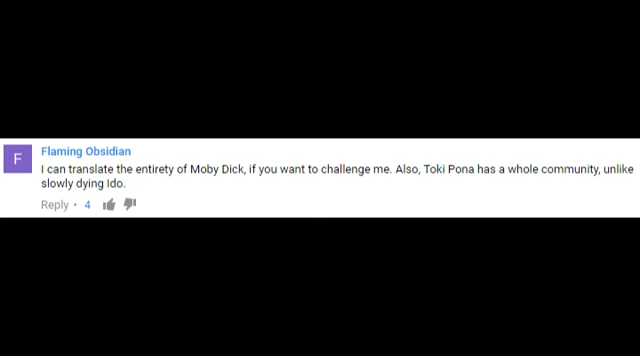 F
Flaming Obsidian
I can translate the entirety of Moby Dick, if you want to challenge me. Also, Toki Pona has a whole community, unlike
slowly dying Ido.
Reply • 4